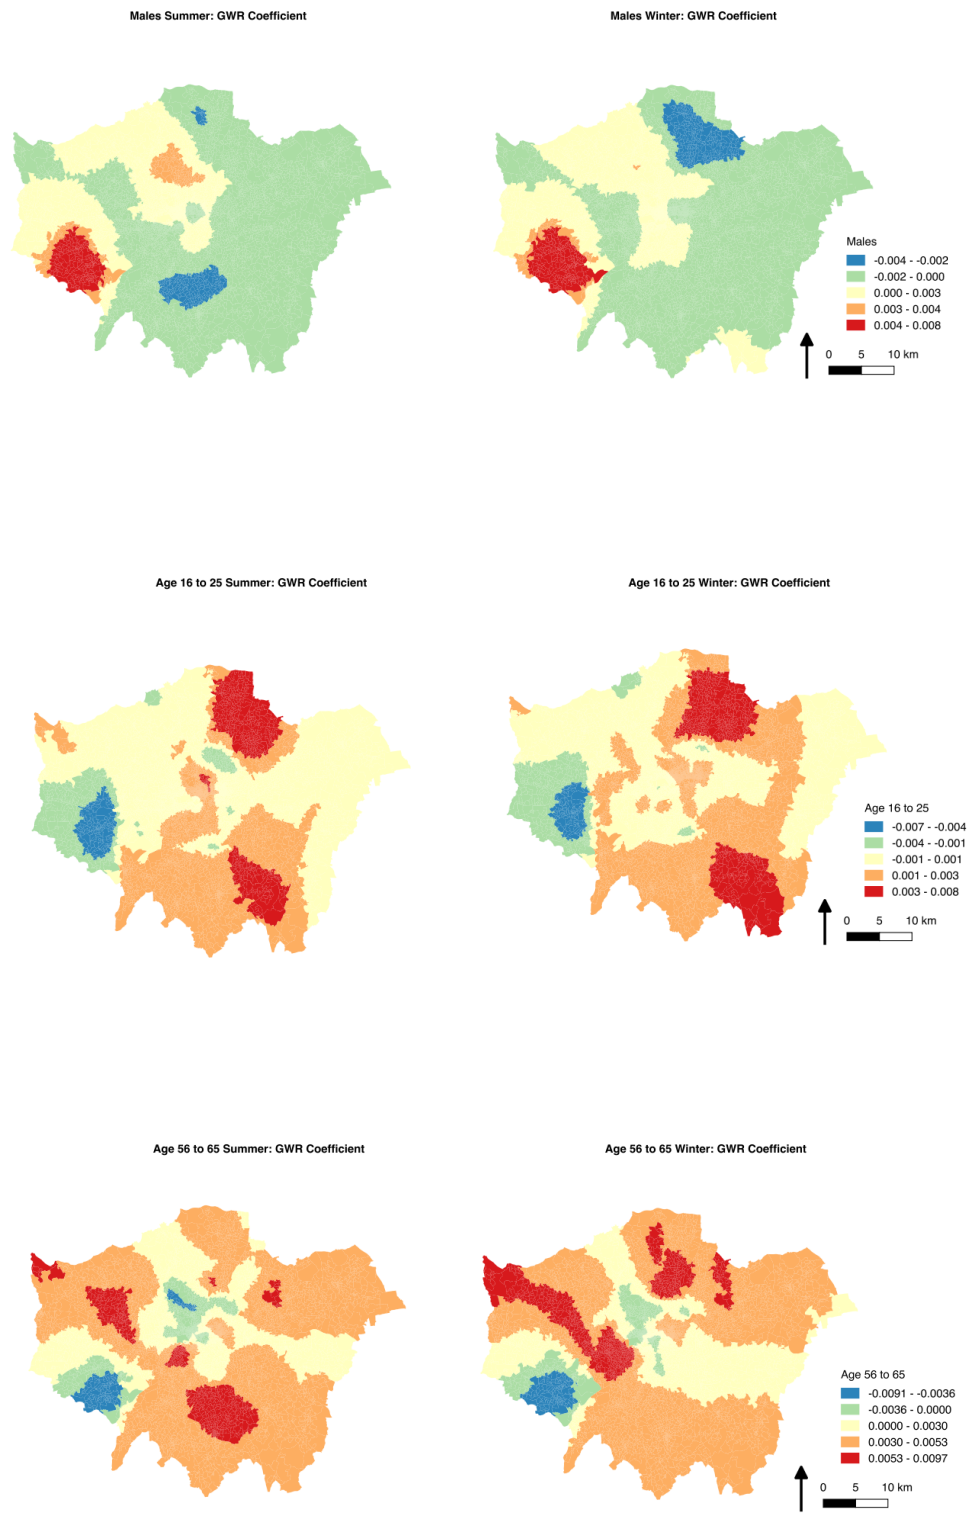 Males Summer: GWR Coefficient
Males Winter: GWR Coefficient
Males
-0.004 - -0.002
-0.002 - 0.000
0.000 - 0.003
0.003 - 0.004
0.004 - 0.008
0 5 10 km
Age 16 to 25 Summer: GWR Coefficient
Age 16 to 25 Winter: GWR Coefficient
Age 16 to 25
-0.007 - -0.004
-0.004 - -0.001
-0.001 - 0.001
0.001 - 0.003
0.003 - 0.008
0 5 10 km
Age 56 to 65 Summer: GWR Coefficient
Age 56 to 65 Winter: GWR Coefficient
Age 56 to 65
-0.0091 - -0.0036
-0.0036 - 0.0000
0.0000 - 0.0030
0.0030 - 0.0053
0.0053 - 0.0097
0 5 10 km